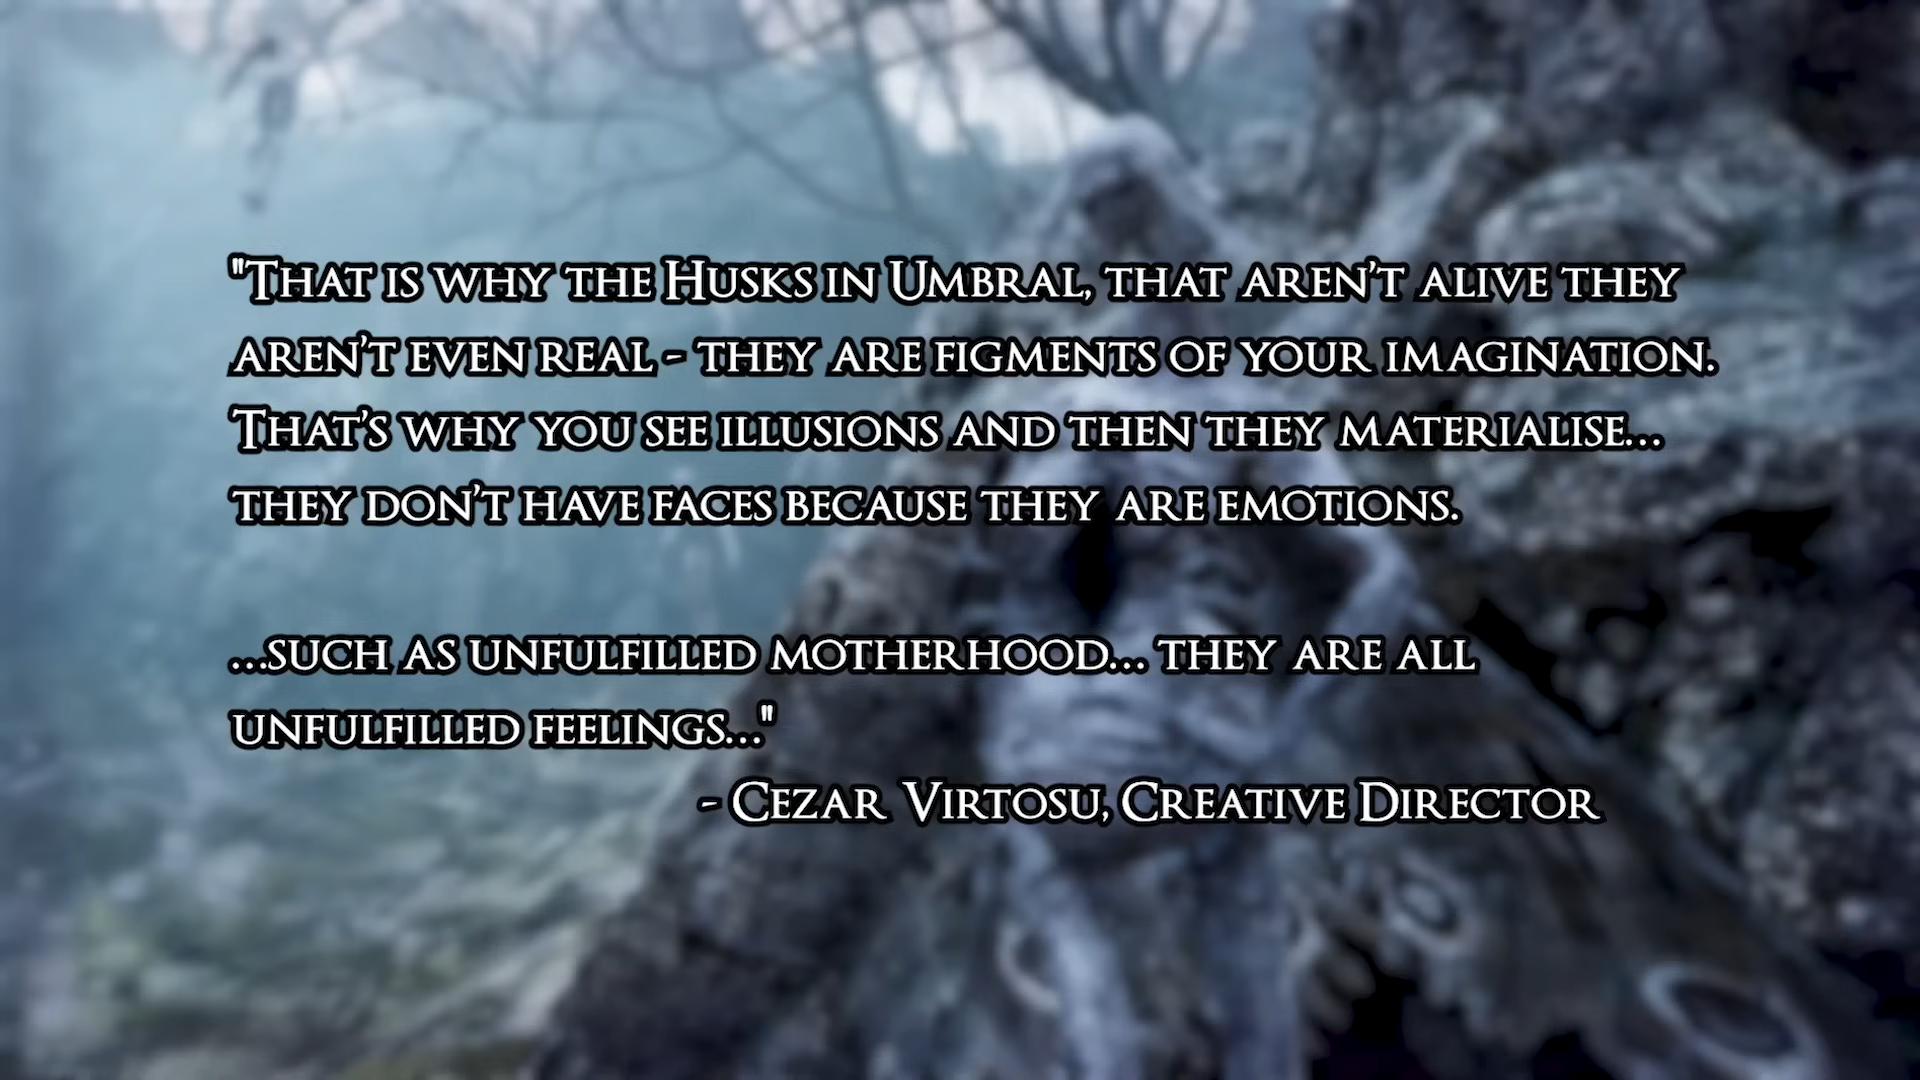 "That is why the Husks in Umbral, that aren't alive they
aren't even real - they are figments of your imagination.
That's why you see illusions and then they materialise...
they don't have faces because they are emotions.
...such as unfulfilled motherhood... they are all
unfulfilled feelings..."
- Cezar Virtosu, Creative Director